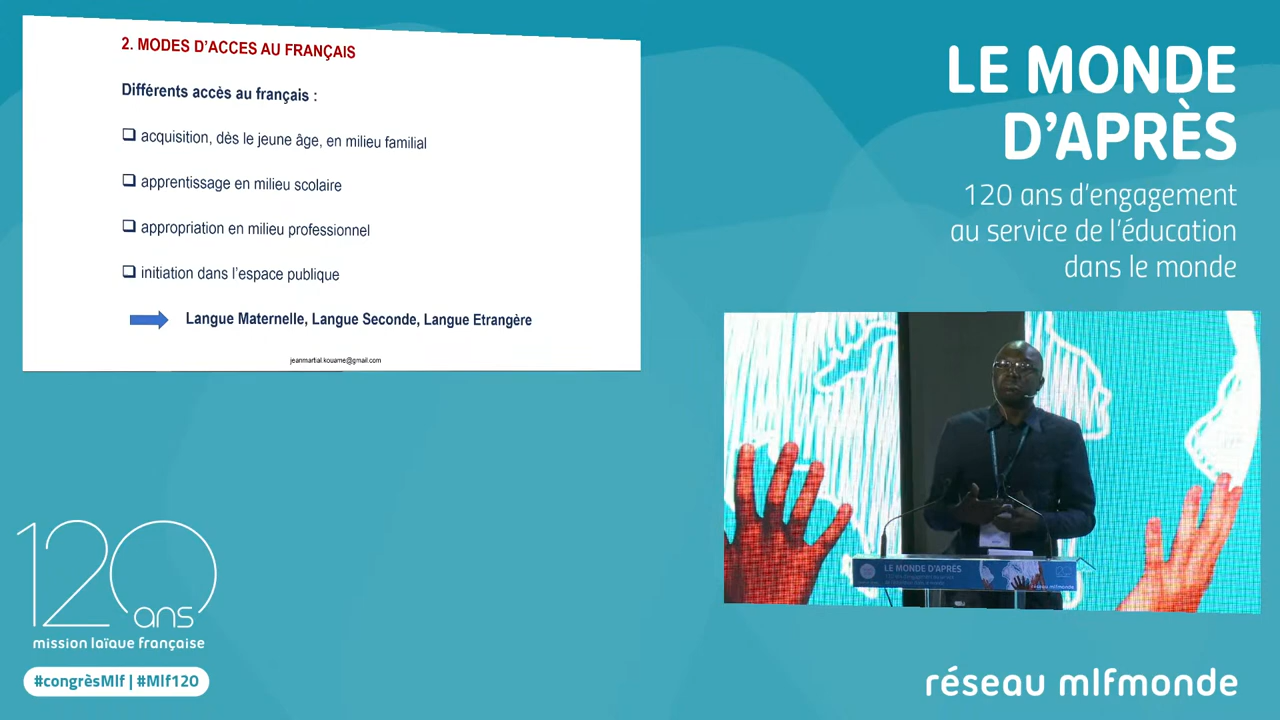 2. MODES D'ACCES AU FRANÇAIS
Différents accès au français :
acquisition, dès le jeune âge, en milieu familial
apprentissage en milieu scolaire
appropriation en milieu professionnel
initiation dans l'espace publique
Langue Maternelle, Langue Seconde, Langue Etrangère
jeanmartial.kouame@gmail.com
LE MONDE
D'APRÈS
120 ans d'engagement
au service de l'éducation
dans le monde
LE MONDE D'APRÈS
réseau mlfmonde
120
ans
mission laïque française
#congrèsMlf | #Mlf120
réseau mlfmonde